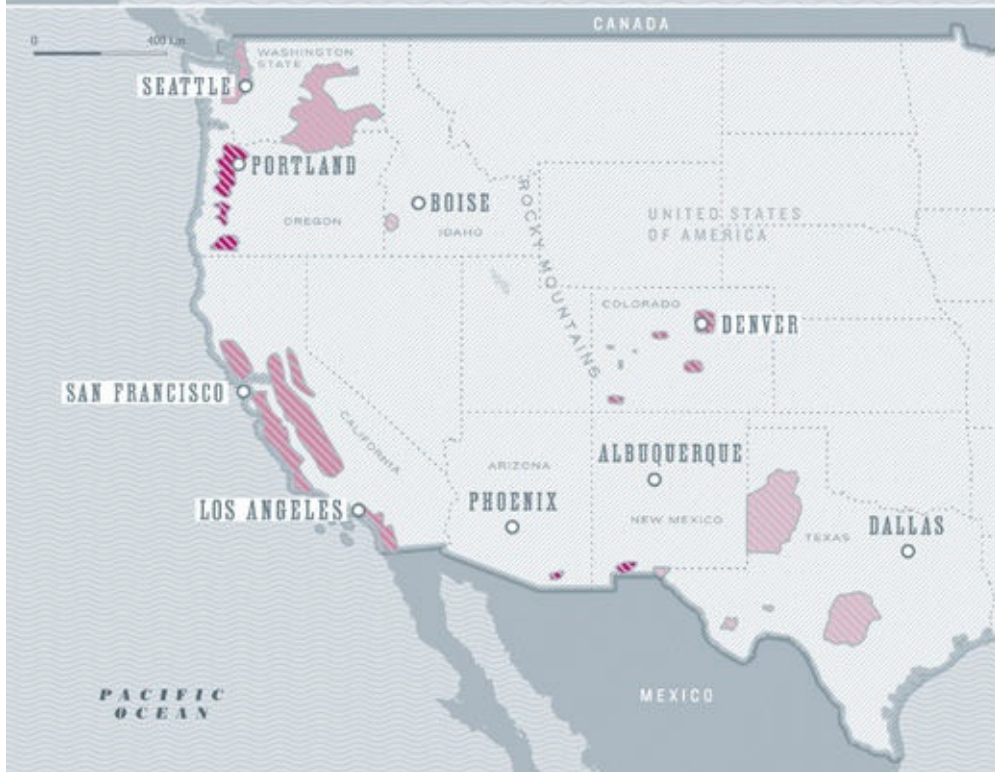 CANADA
0 400 km
WASHINGTON
STATE
SEATTLE
PORTLAND
BOISE
OREGON
IDAHO
ROCKY MOUNTAINS
UNITED STATES
OF AMERICA
COLORADO
DENVER
SAN FRANCISCO
CALIFORNIA
ALBUQUERQUE
ARIZONA
PHOENIX
LOS ANGELES
NEW MEXICO
TEXAS
DALLAS
MEXICO
PACIFIC
OCEAN